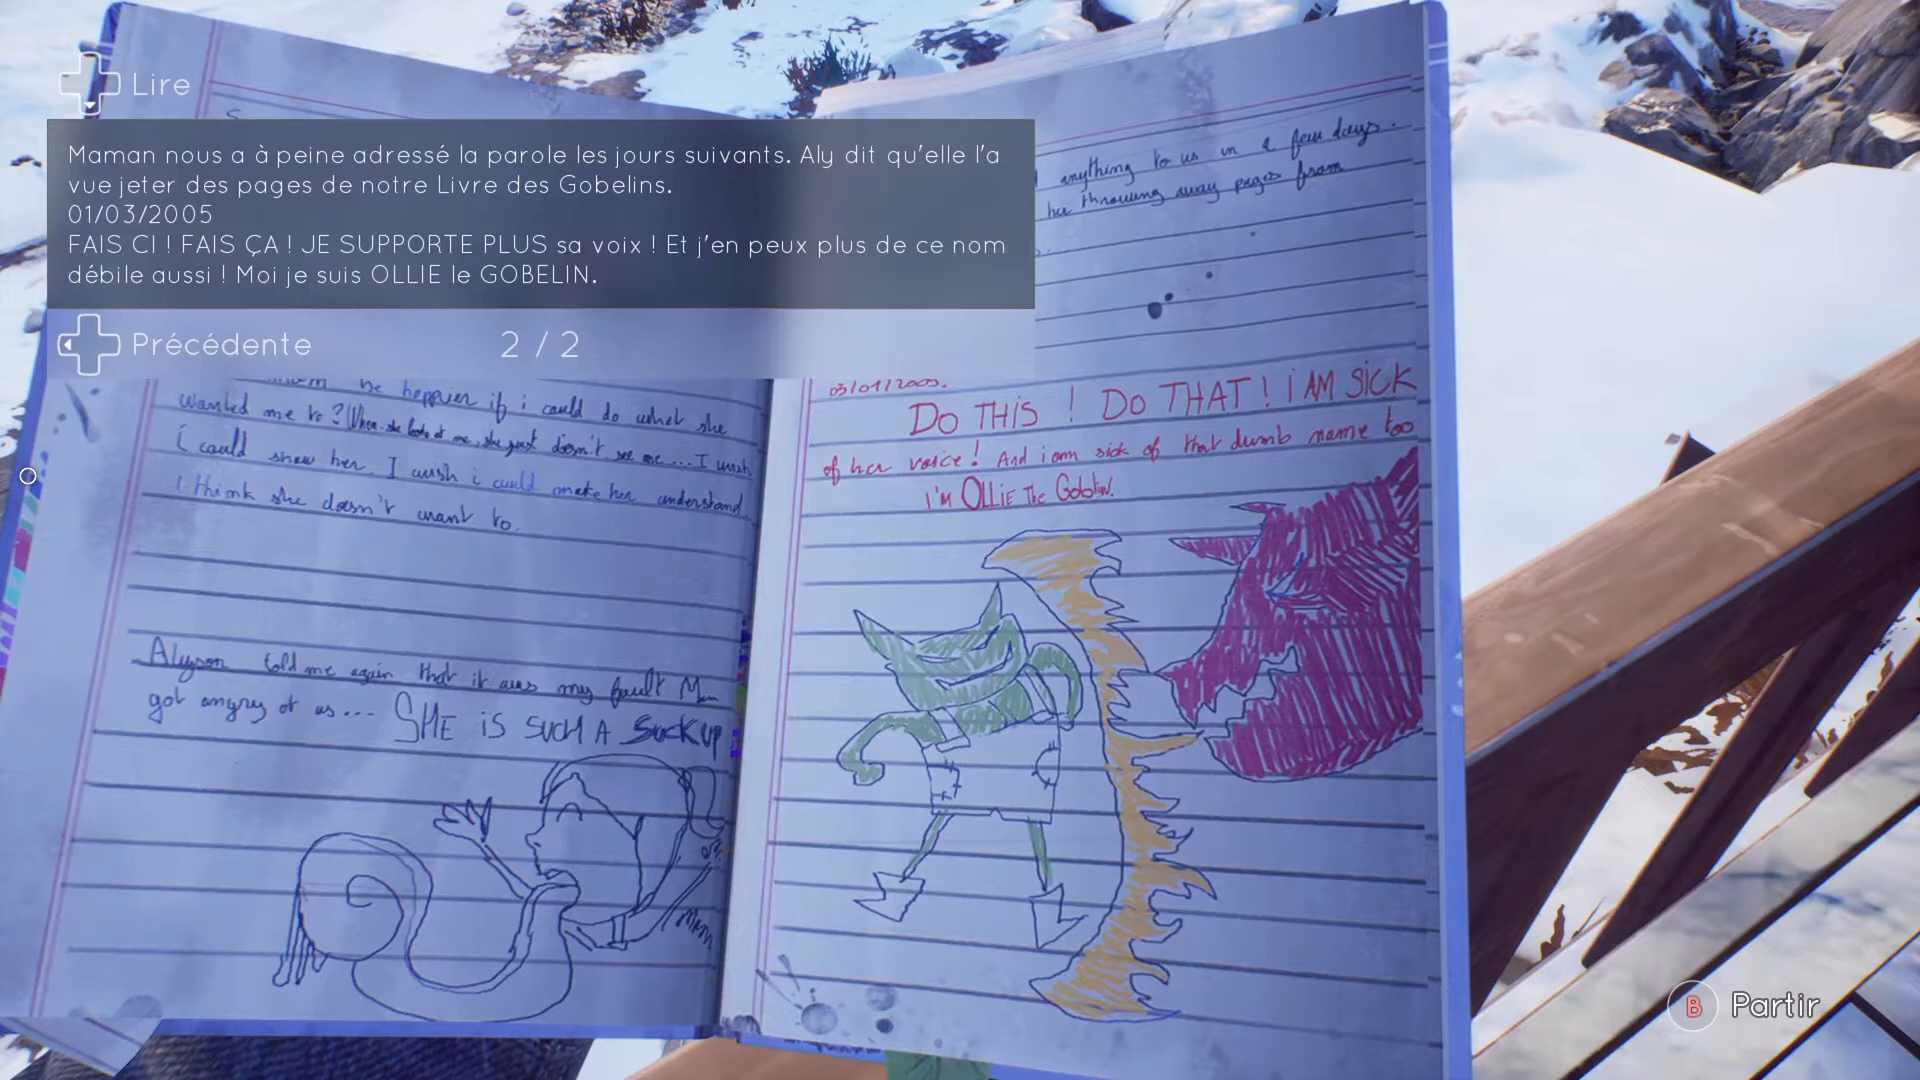 Lire
Maman nous a à peine adressé la parole les jours suivants. Aly dit qu'elle l'a
vue jeter des pages de notre Livre des Gobelins.
01/03/2005
FAIS CI ! FAIS ÇA ! JE SUPPORTE PLUS sa voix ! Et j'en peux plus de ce nom
débile aussi ! Moi je suis OLLIE le GOBELIN.
Précédente
2 / 2
be happier if i could do what she
wanted me to? When she looks at me, she just doesn't see me... I wish
i could show her. I wish i could make her understand.
I think she doesn't want to.
Alyson told me again that it was my fault Mom
got angry at us... SHE iS SUCH A SUCK UP
Mom
anything to us in a few days.
her throwing away pages from
03/01/2005.
DO THiS ! DO THAT ! i AM SiCK
of her voice! And i am sick of that dumb name too
i'M OLLiE The Goblin.
B
Partir